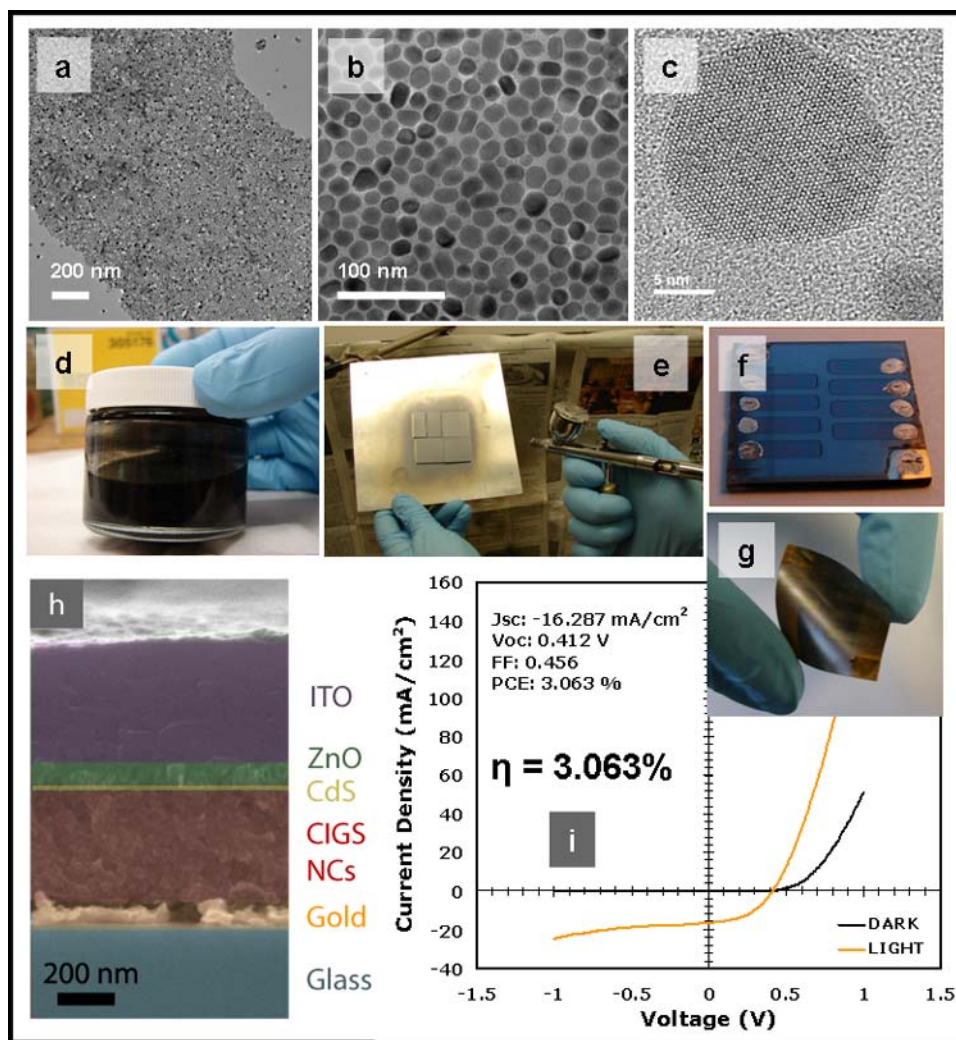 a
b
c
200 nm
100 nm
5 nm
d
e
f
g
h
ITO
ZnO
CdS
CIGS
NCs
Gold
Glass
200 nm
160
140
120
100
80
60
40
20
0
-20
-40
Current Density (mA/cm²)
Jsc: -16.287 mA/cm²
Voc: 0.412 V
FF: 0.456
PCE: 3.063 %
η = 3.063%
i
DARK
LIGHT
-1.5
-1
-0.5
0
0.5
1
1.5
Voltage (V)